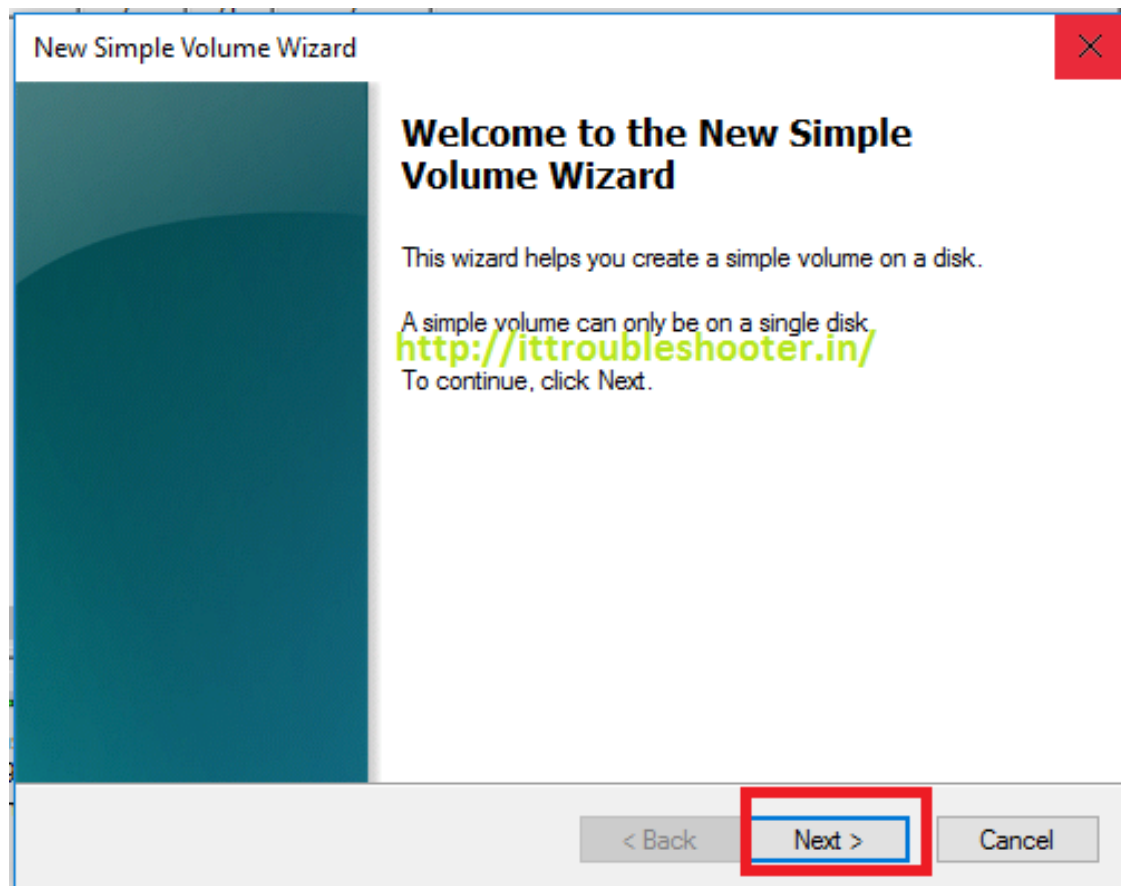 New Simple Volume Wizard
Welcome to the New Simple
Volume Wizard
This wizard helps you create a simple volume on a disk.
A simple volume can only be on a single disk.
http://ittroubleshooter.in/
To continue, click Next.
< Back Next > Cancel